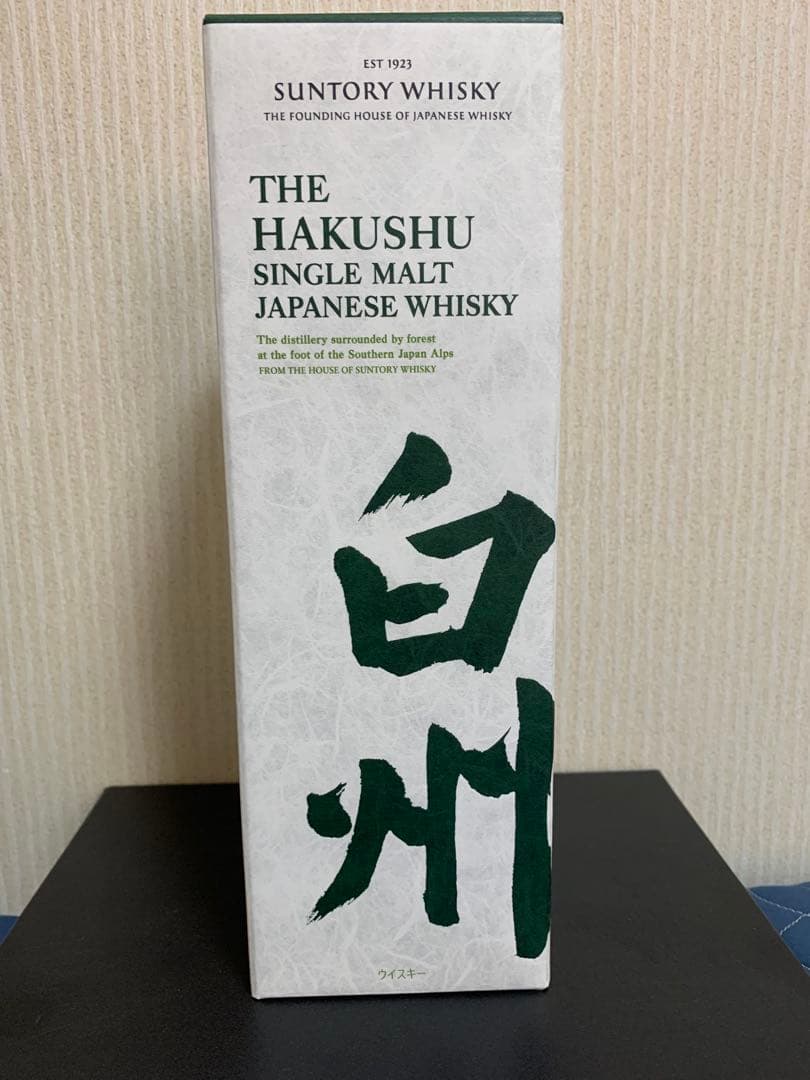 EST 1923
SUNTORY WHISKY
THE FOUNDING HOUSE OF JAPANESE WHISKY
THE
HAKUSHU
SINGLE MALT
JAPANESE WHISKY
The distillery surrounded by forest
at the foot of the Southern Japan Alps
FROM THE HOUSE OF SUNTORY WHISKY
白
州
ウイスキー